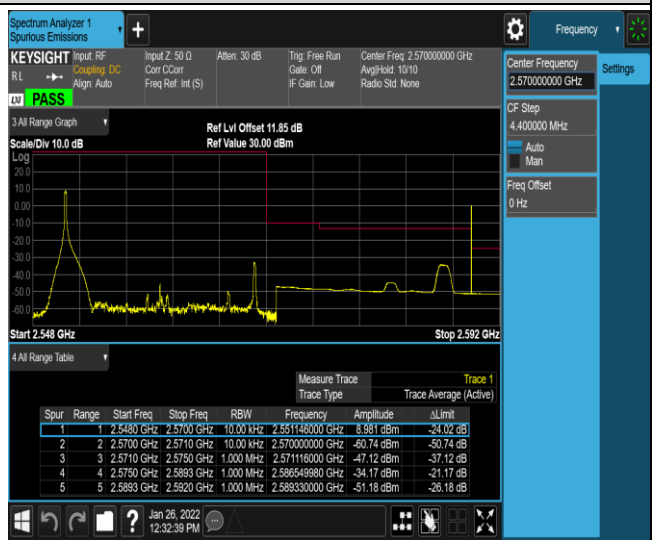 Spectrum Analyzer 1
Spurious Emissions
Frequency
KEYSIGHT
R L
LXI
PASS
Input: RF
Coupling: DC
Align: Auto
Input Z: 50 Ω
Corr CCorr
Freq Ref: Int (S)
Atten: 30 dB
Trig: Free Run
Gate: Off
IF Gain: Low
Center Freq: 2.570000000 GHz
Avg|Hold: 10/10
Radio Std: None
Center Frequency
2.570000000 GHz
Settings
CF Step
4.400000 MHz
Auto
Man
Freq Offset
0 Hz
3 All Range Graph
Scale/Div 10.0 dB
Ref Lvl Offset 11.85 dB
Ref Value 30.00 dBm
Log
20.0
10.0
0.00
-10.0
-20.0
-30.0
-40.0
-50.0
-60.0
Start 2.548 GHz
Stop 2.592 GHz
4 All Range Table
Measure Trace Trace 1
Trace Type Trace Average (Active)
Spur Range Start Freq Stop Freq RBW Frequency Amplitude ΔLimit
1 1 2.5480 GHz 2.5700 GHz 10.00 kHz 2.551146000 GHz 8.981 dBm -24.02 dB
2 2 2.5700 GHz 2.5710 GHz 10.00 kHz 2.570000000 GHz -60.74 dBm -50.74 dB
3 3 2.5710 GHz 2.5750 GHz 1.000 MHz 2.571116000 GHz -47.12 dBm -37.12 dB
4 4 2.5750 GHz 2.5893 GHz 1.000 MHz 2.586549980 GHz -34.17 dBm -21.17 dB
5 5 2.5893 GHz 2.5920 GHz 1.000 MHz 2.589330000 GHz -51.18 dBm -26.18 dB
Jan 26, 2022
12:32:39 PM